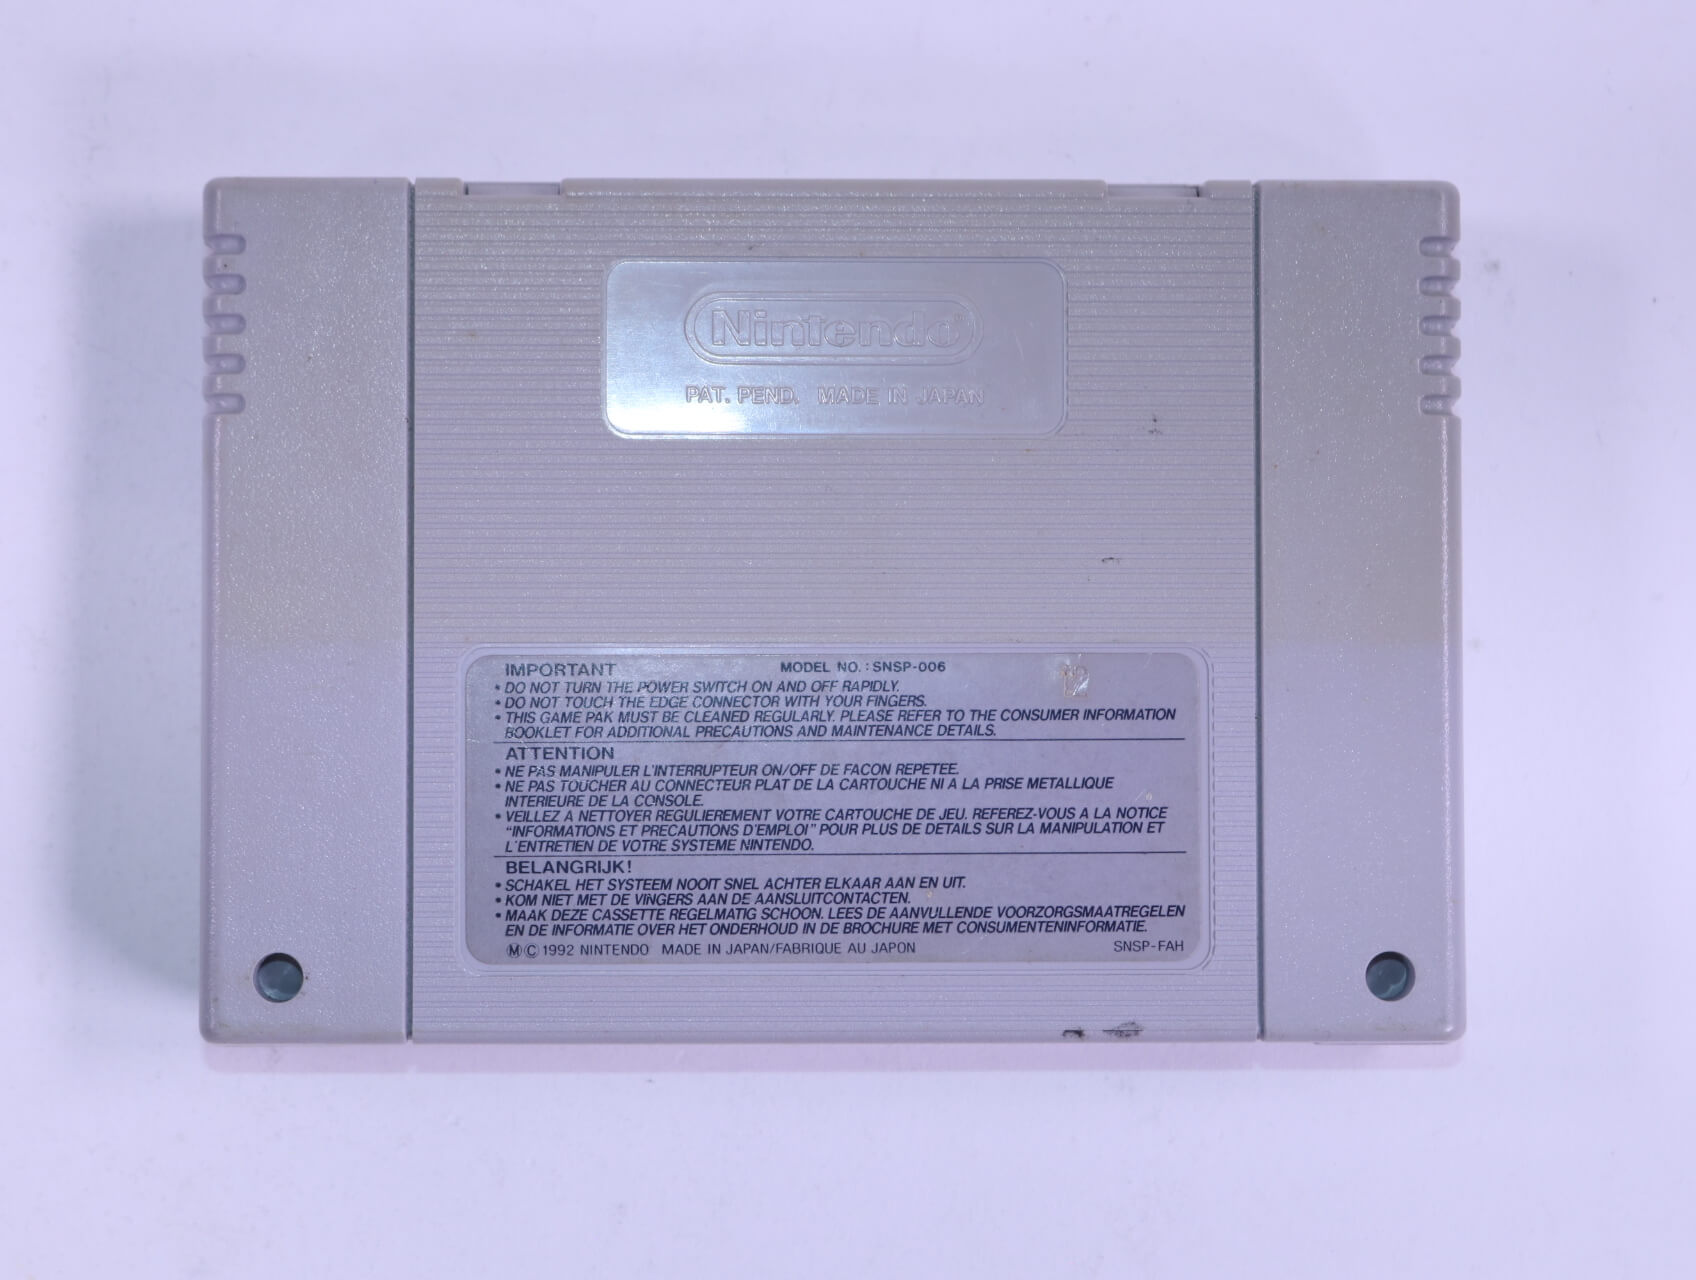 Nintendo®
PAT. PEND. MADE IN JAPAN
IMPORTANT MODEL NO. : SNSP-006
• DO NOT TURN THE POWER SWITCH ON AND OFF RAPIDLY.
• DO NOT TOUCH THE EDGE CONNECTOR WITH YOUR FINGERS.
• THIS GAME PAK MUST BE CLEANED REGULARLY. PLEASE REFER TO THE CONSUMER INFORMATION
BOOKLET FOR ADDITIONAL PRECAUTIONS AND MAINTENANCE DETAILS.
ATTENTION
• NE PAS MANIPULER L'INTERRUPTEUR ON/OFF DE FACON REPETEE.
• NE PAS TOUCHER AU CONNECTEUR PLAT DE LA CARTOUCHE NI A LA PRISE METALLIQUE
INTERIEURE DE LA CONSOLE.
• VEILLEZ A NETTOYER REGULIEREMENT VOTRE CARTOUCHE DE JEU. REFEREZ-VOUS A LA NOTICE
"INFORMATIONS ET PRECAUTIONS D'EMPLOI" POUR PLUS DE DETAILS SUR LA MANIPULATION ET
L'ENTRETIEN DE VOTRE SYSTEME NINTENDO.
BELANGRIJK!
• SCHAKEL HET SYSTEEM NOOIT SNEL ACHTER ELKAAR AAN EN UIT.
• KOM NIET MET DE VINGERS AAN DE AANSLUITCONTACTEN.
• MAAK DEZE CASSETTE REGELMATIG SCHOON. LEES DE AANVULLENDE VOORZORGSMAATREGELEN
EN DE INFORMATIE OVER HET ONDERHOUD IN DE BROCHURE MET CONSUMENTENINFORMATIE.
Ⓜ © 1992 NINTENDO MADE IN JAPAN/FABRIQUE AU JAPON SNSP-FAH